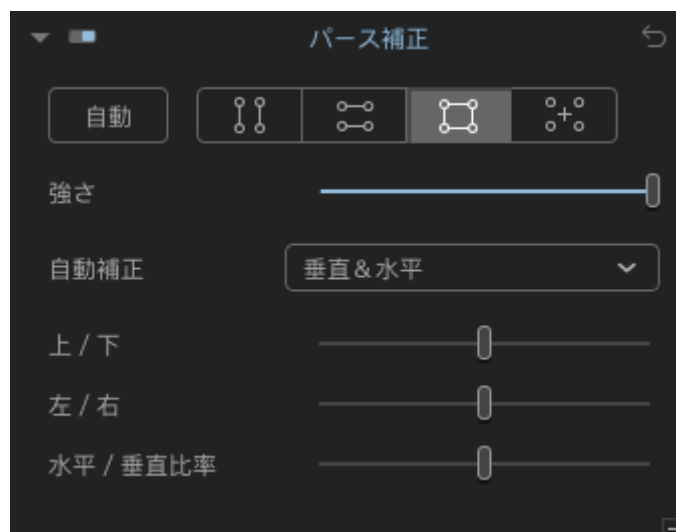 パース補正
自動
強さ
自動補正 垂直&水平
上 / 下
左 / 右
水平 / 垂直比率